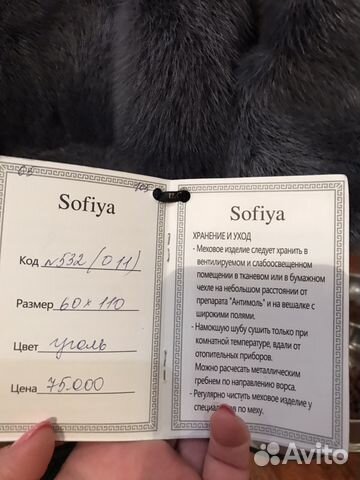 Sofiya
Код №532/(011)
Размер 60 x 110
Цвет уголь
Цена 75.000
Sofiya
ХРАНЕНИЕ И УХОД
- Меховое изделие следует хранить в
вентилируемом и слабоосвещенном
помещении в тканевом или в бумажном
чехле на небольшом расстоянии от
препарата "Антимоль" и на вешалке с
широкими полями.
- Намокшую шубу сушить только при
комнатной температуре, вдали от
отопительных приборов.
Можно расчесать металлическим
гребнем по направлению ворса.
- Регулярно чистить меховое изделие у
по меху.
Avito